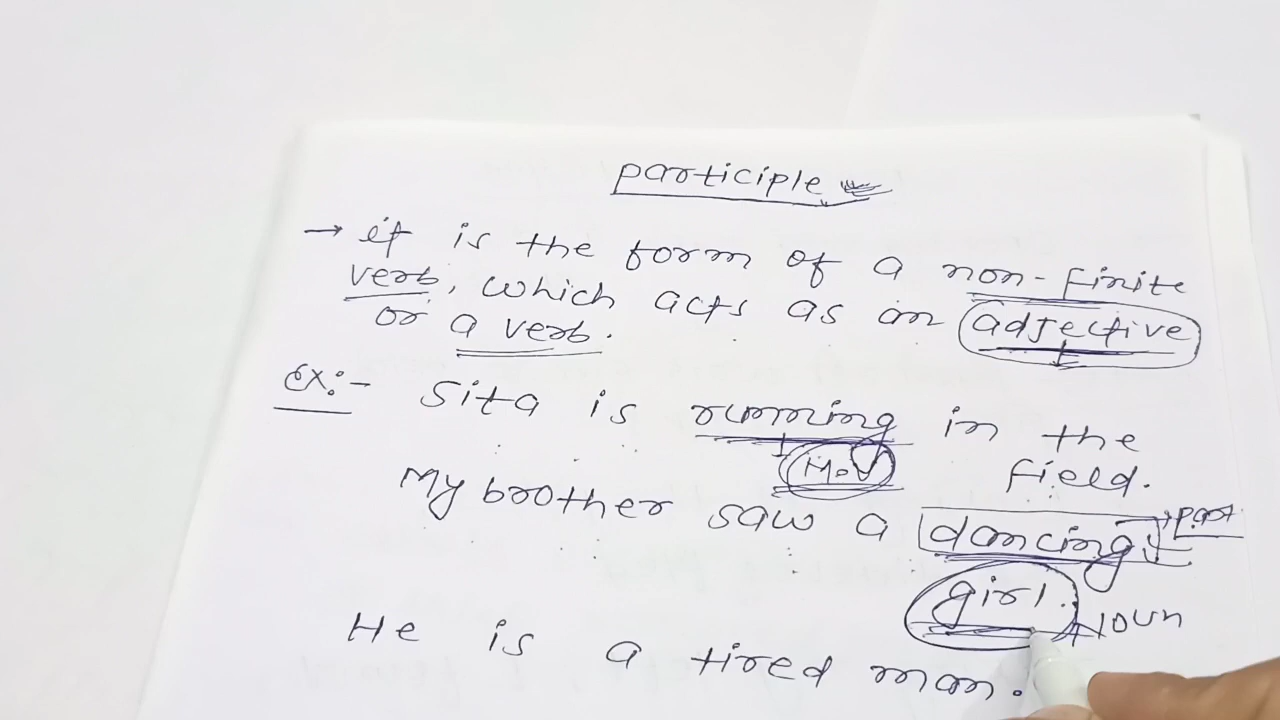 participle
→ it is the form of a non-finite
verb, which acts as an adjective
or a verb.
ex:- Sita is running in the
field.
M.V
My brother saw a dancing
past
girl.
noun
He is a tired man.